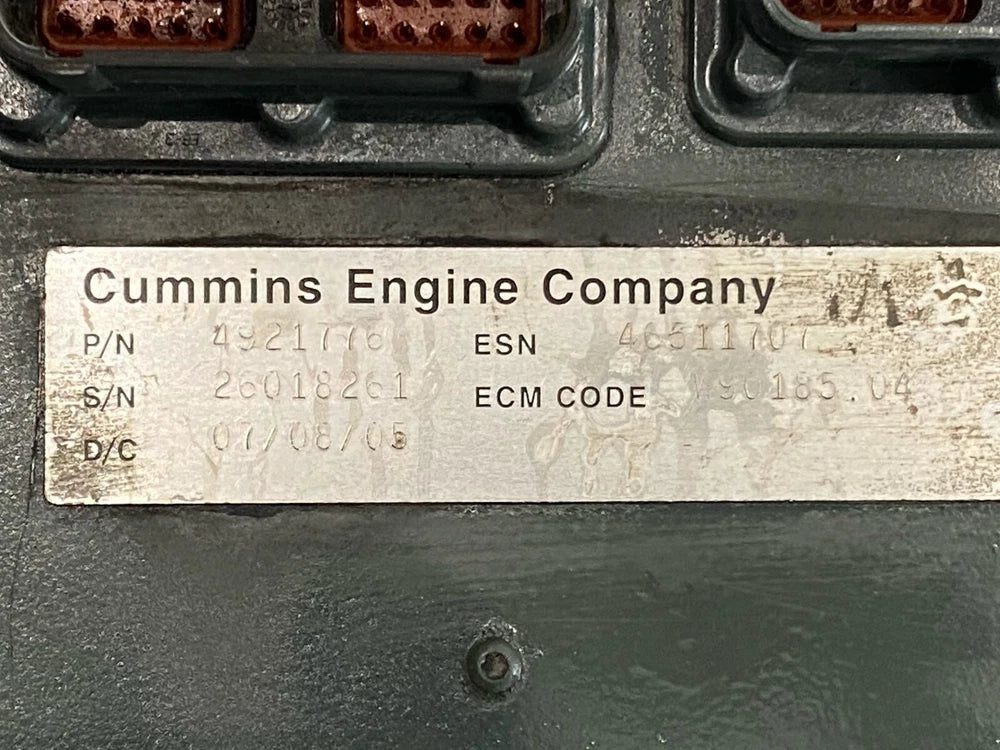 Cummins Engine Company
P/N 4921776 ESN 46511707
S/N 26018261 ECM CODE V90185.04
D/C 07/08/05